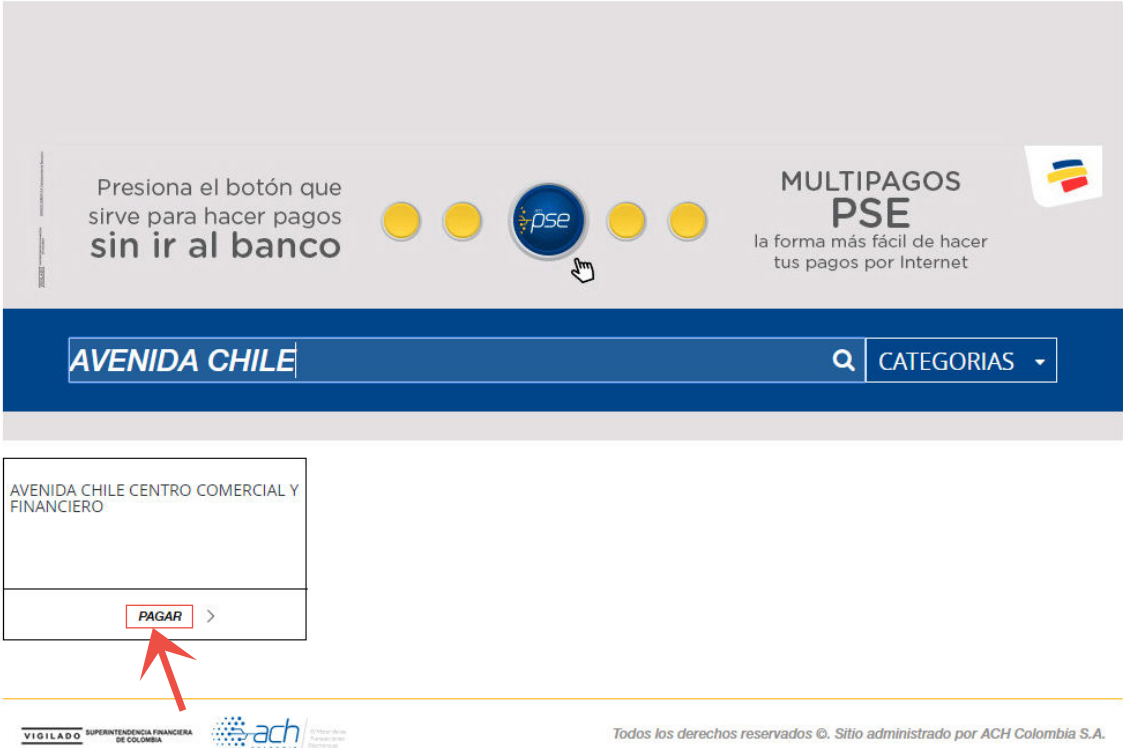 Presiona el botón que
sirve para hacer pagos
sin ir al banco
pse
MULTIPAGOS
PSE
la forma más fácil de hacer
tus pagos por Internet
AVENIDA CHILE
CATEGORIAS
AVENIDA CHILE CENTRO COMERCIAL Y
FINANCIERO
PAGAR
VIGILADO SUPERINTENDENCIA FINANCIERA
DE COLOMBIA
ach
Todos los derechos reservados ©. Sitio administrado por ACH Colombia S.A.